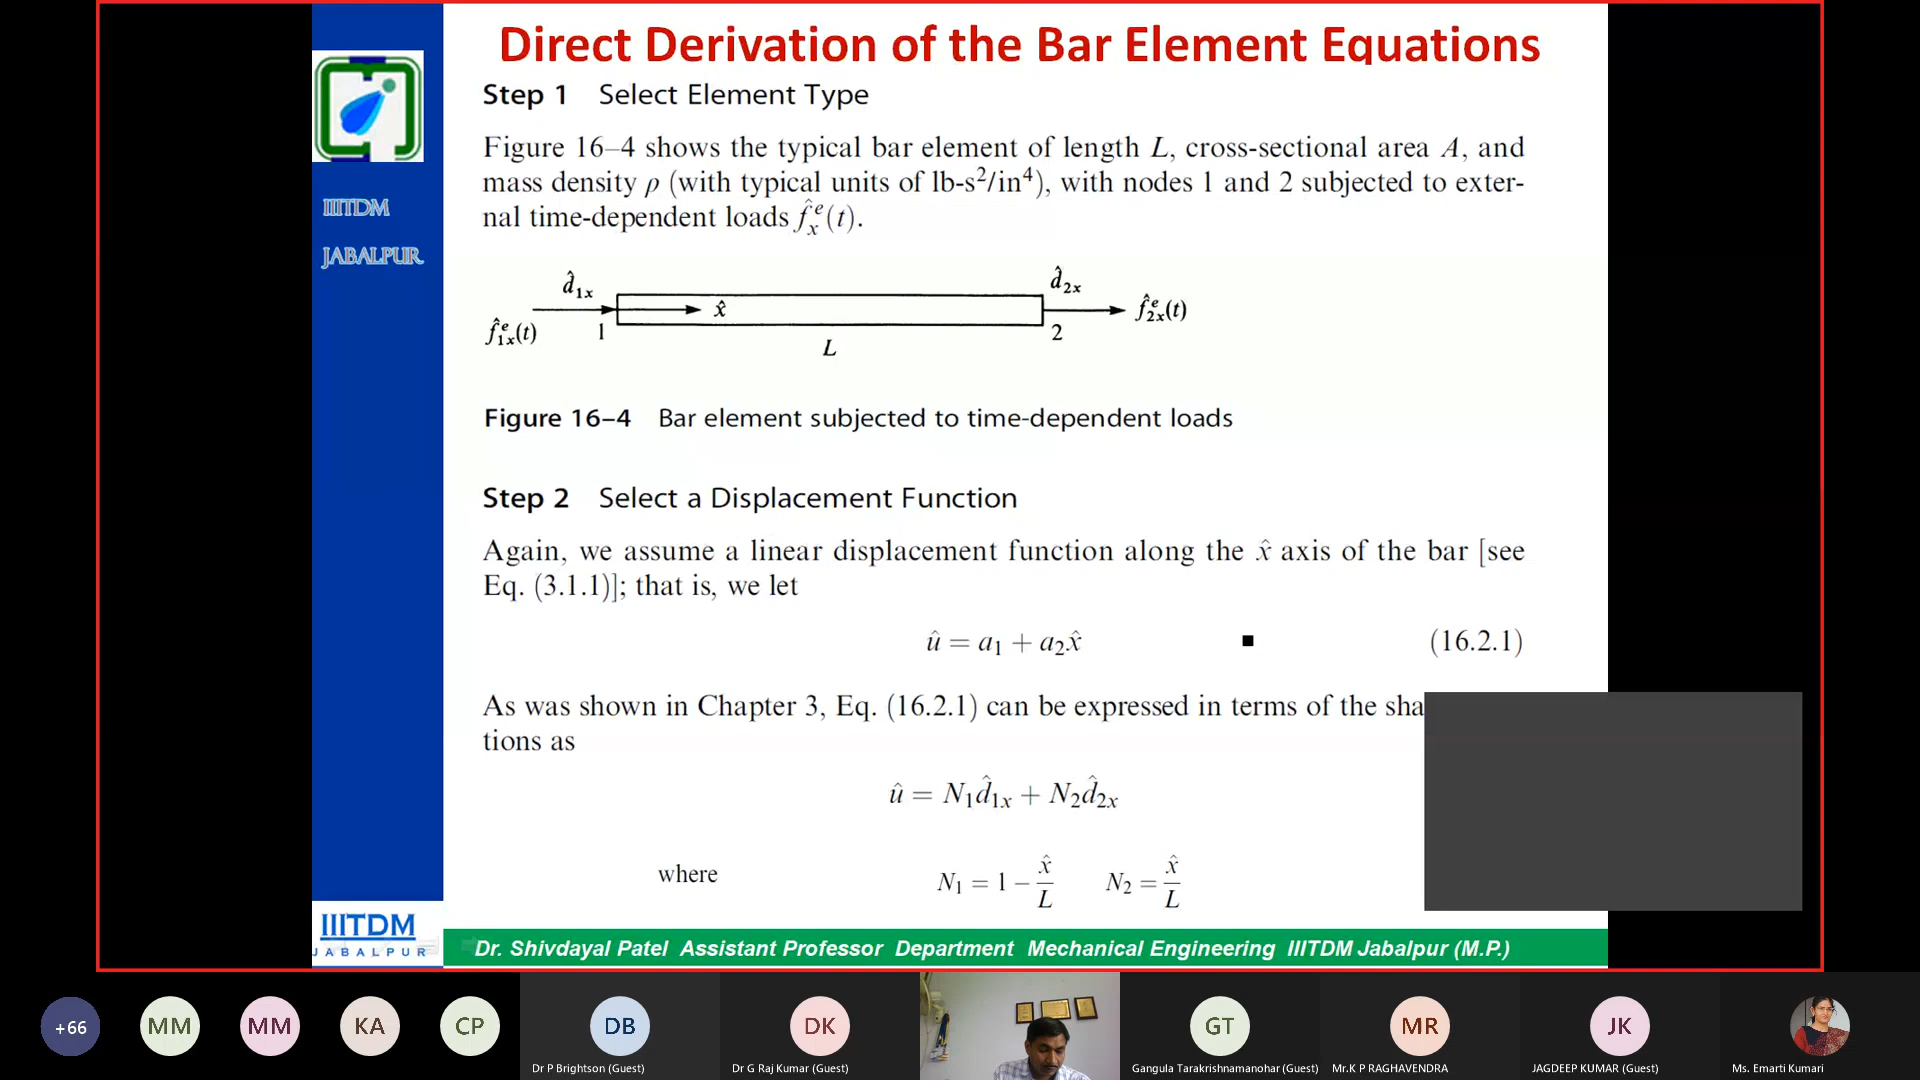 Direct Derivation of the Bar Element Equations
Step 1 Select Element Type
Figure 16–4 shows the typical bar element of length L, cross-sectional area A, and
mass density ρ (with typical units of lb-s²/in⁴), with nodes 1 and 2 subjected to exter-
nal time-dependent loads f̂ₓᵉ(t).
IIITDM
JABALPUR
d̂₁ₓ
d̂₂ₓ
x̂
f̂₁ₓᵉ(t)
1
L
2
f̂₂ₓᵉ(t)
Figure 16–4 Bar element subjected to time-dependent loads
Step 2 Select a Displacement Function
Again, we assume a linear displacement function along the x̂ axis of the bar [see
Eq. (3.1.1)]; that is, we let
û = a₁ + a₂x̂ (16.2.1)
As was shown in Chapter 3, Eq. (16.2.1) can be expressed in terms of the sha
tions as
û = N₁d̂₁ₓ + N₂d̂₂ₓ
where N₁ = 1 − x̂/L N₂ = x̂/L
IIITDM
JABALPUR
Dr. Shivdayal Patel Assistant Professor Department Mechanical Engineering IIITDM Jabalpur (M.P.)
+66
MM
MM
KA
CP
DB
DK
GT
MR
JK
Dr P Brightson (Guest)
Dr G Raj Kumar (Guest)
Gangula Tarakrishnamanohar (Guest)
Mr.K P RAGHAVENDRA
JAGDEEP KUMAR (Guest)
Ms. Emarti Kumari